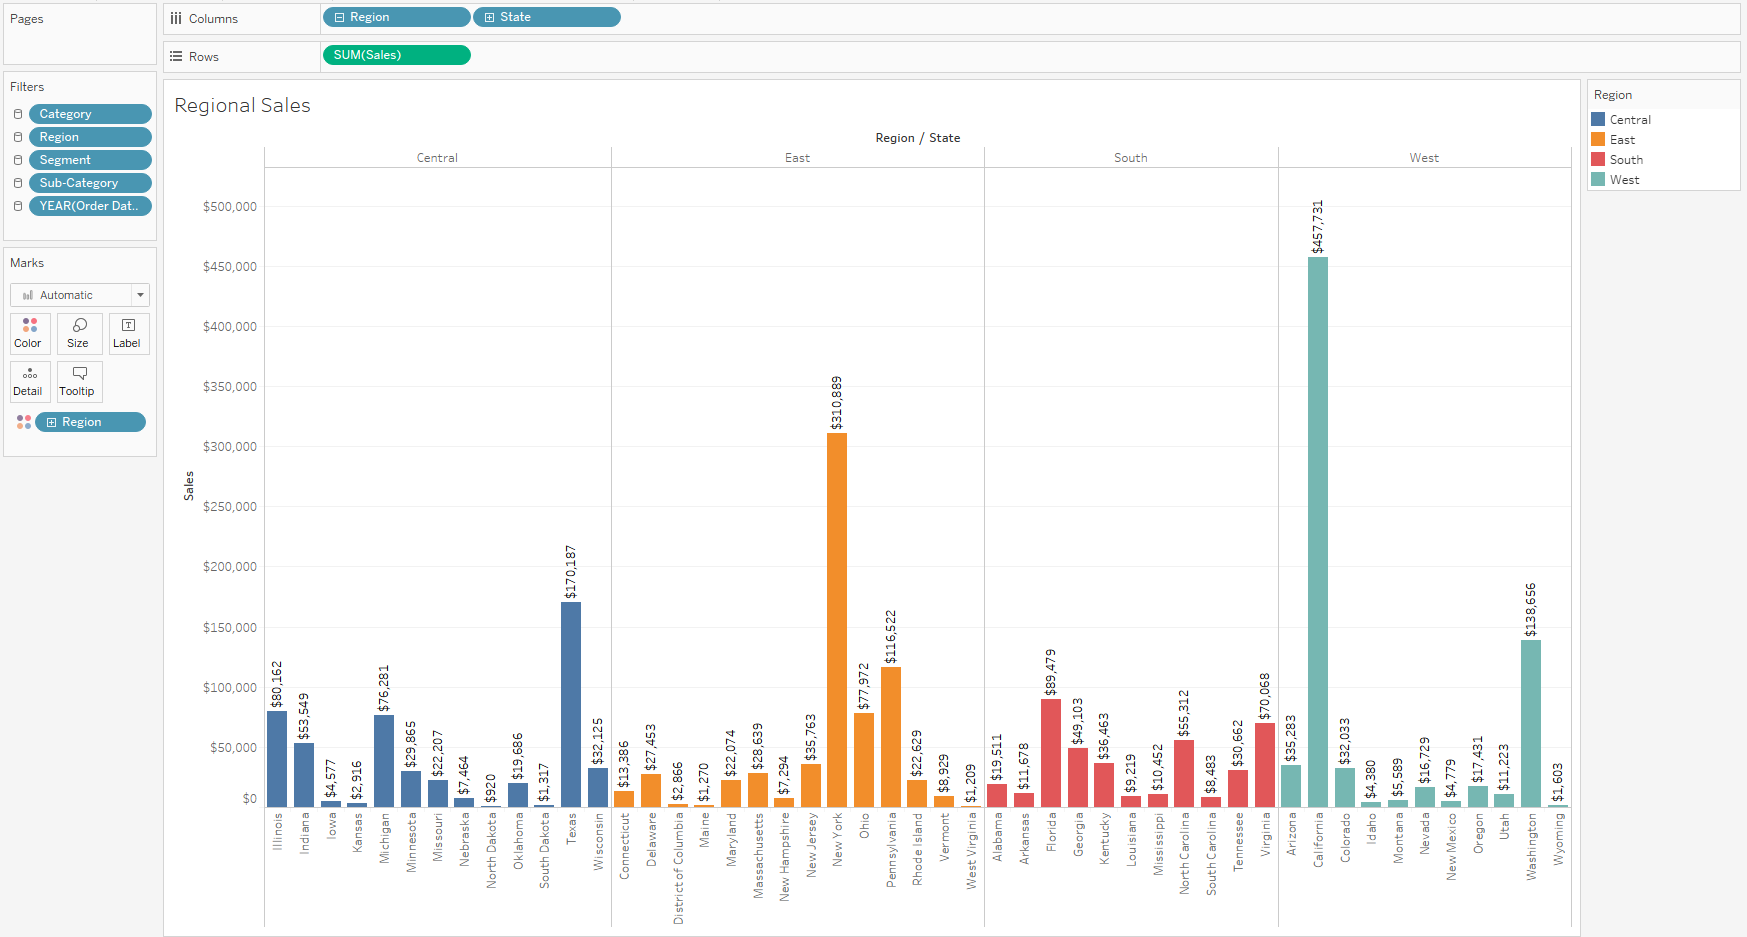 Pages
Columns
Region
State
Rows
SUM(Sales)
Filters
Category
Region
Segment
Sub-Category
YEAR(Order Dat..
Marks
Automatic
Color
Size
Label
Detail
Tooltip
Region
Regional Sales
Region / State
Central
East
South
West
Sales
$500,000
$450,000
$400,000
$350,000
$300,000
$250,000
$200,000
$150,000
$100,000
$50,000
$0
$80,162
$53,549
$4,577
$2,916
$76,281
$29,865
$22,207
$7,464
$920
$19,686
$1,317
$170,187
$32,125
$13,386
$27,453
$2,866
$1,270
$22,074
$28,639
$7,294
$35,763
$310,889
$77,972
$116,522
$22,629
$8,929
$1,209
$19,511
$11,678
$89,479
$49,103
$36,463
$9,219
$10,452
$55,312
$8,483
$30,662
$70,068
$35,283
$457,731
$32,033
$4,380
$5,589
$16,729
$4,779
$17,431
$11,223
$138,656
$1,603
Illinois
Indiana
Iowa
Kansas
Michigan
Minnesota
Missouri
Nebraska
North Dakota
Oklahoma
South Dakota
Texas
Wisconsin
Connecticut
Delaware
District of Columbia
Maine
Maryland
Massachusetts
New Hampshire
New Jersey
New York
Ohio
Pennsylvania
Rhode Island
Vermont
West Virginia
Alabama
Arkansas
Florida
Georgia
Kentucky
Louisiana
Mississippi
North Carolina
South Carolina
Tennessee
Virginia
Arizona
California
Colorado
Idaho
Montana
Nevada
New Mexico
Oregon
Utah
Washington
Wyoming
Region
Central
East
South
West